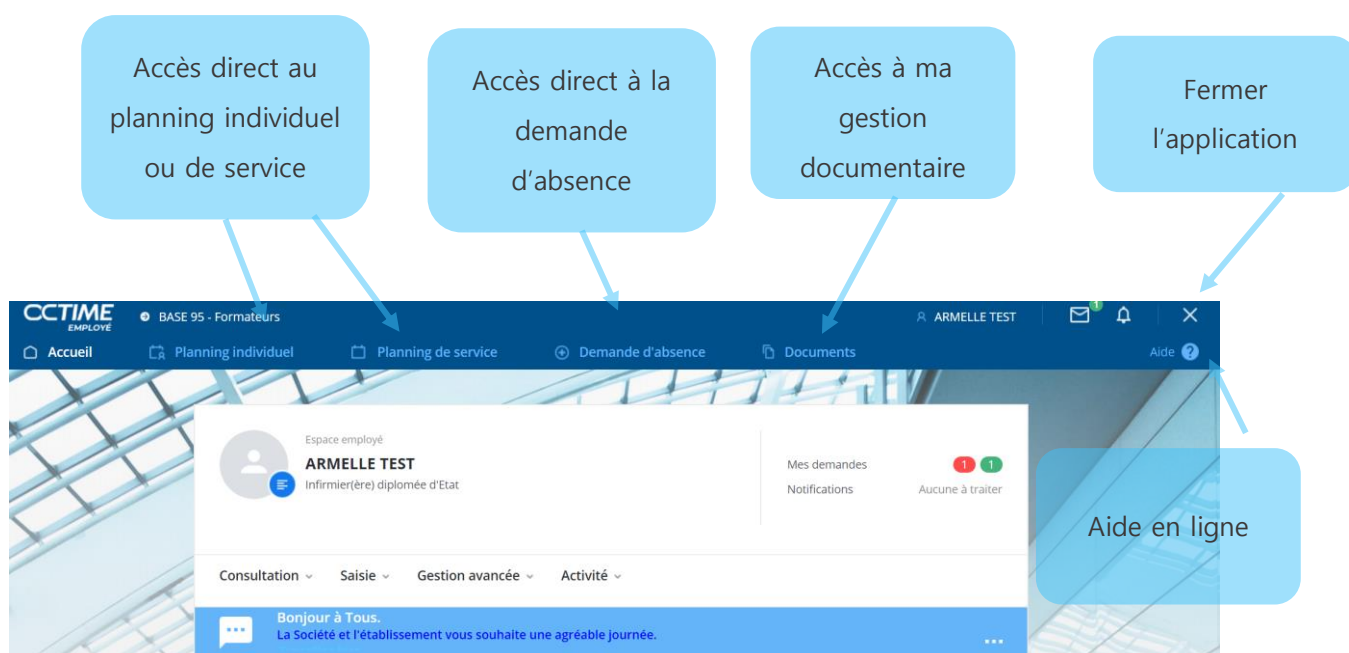 Accès direct au
planning individuel
ou de service
Accès direct à la
demande
d'absence
Accès à ma
gestion
documentaire
Fermer
l'application
OCTIME
EMPLOYÉ
BASE 95 - Formateurs
ARMELLE TEST
1
Accueil
Planning individuel
Planning de service
Demande d'absence
Documents
Aide ?
Espace employé
ARMELLE TEST
Infirmier(ère) diplomée d'Etat
Mes demandes 1 1
Notifications Aucune à traiter
Aide en ligne
Consultation
Saisie
Gestion avancée
Activité
Bonjour à Tous.
La Société et l'établissement vous souhaite une agréable journée.
...